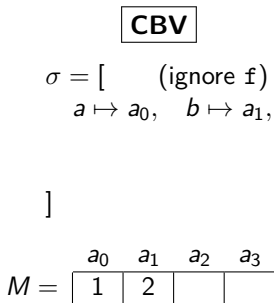 CBV
σ = [ (ignore f)
a ↦ a₀, b ↦ a₁,
]
a₀ a₁ a₂ a₃
M = 1 2